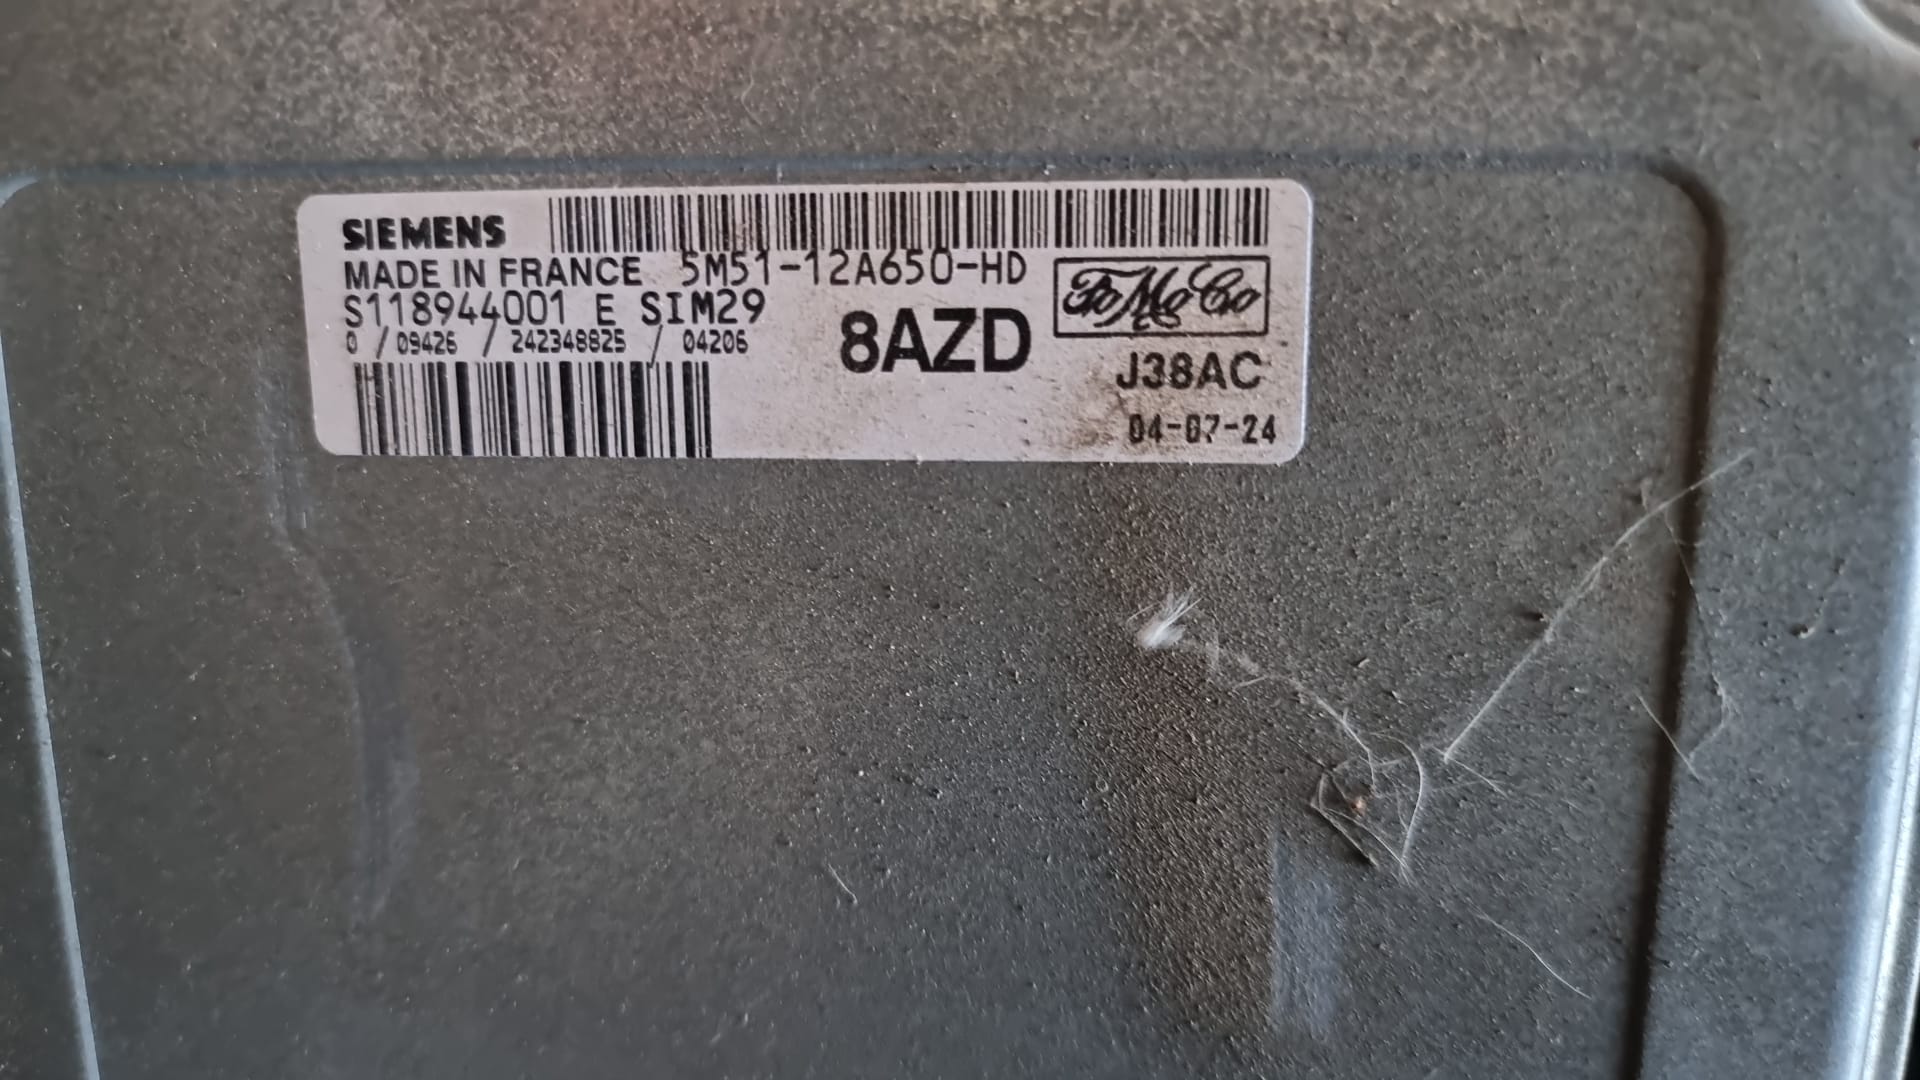 SIEMENS
MADE IN FRANCE 5M51-12A650-HD
S118944001 E SIM29
FoMoCo
0 / 09426 / 242348825 / 04206
8AZD
J38AC
04-07-24